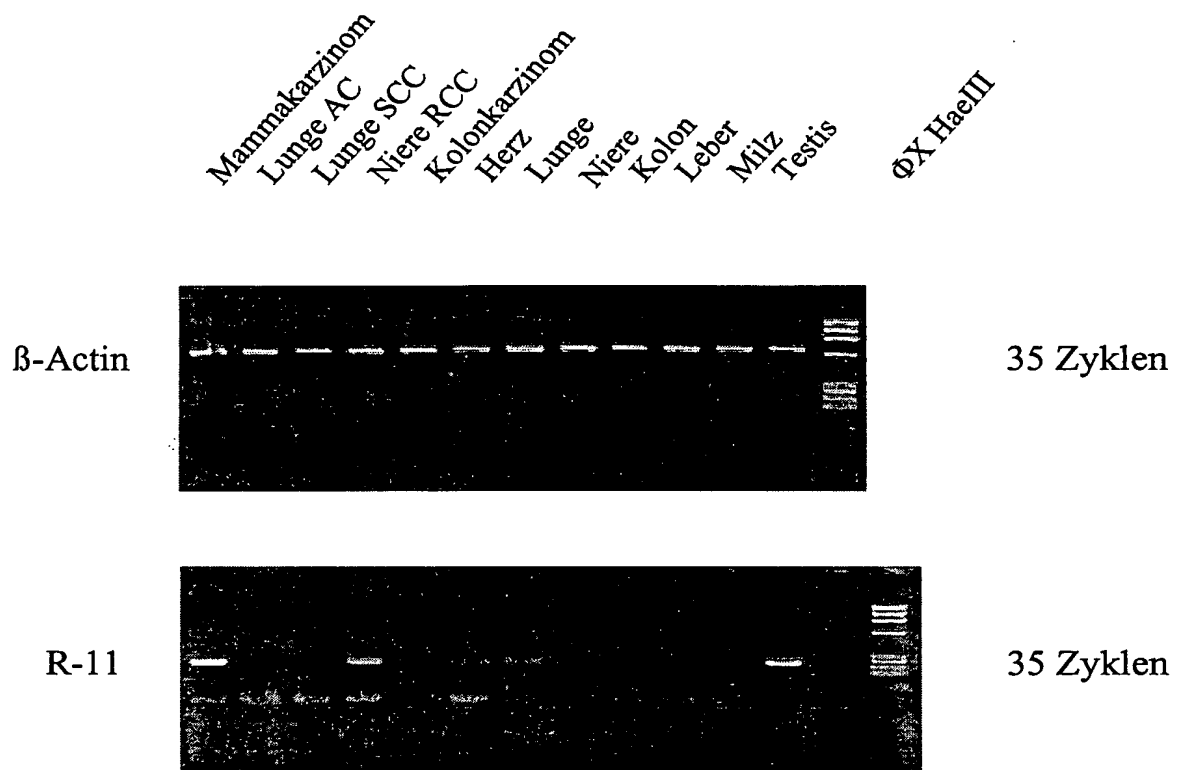 Mammakarzinom
Lunge AC
Lunge SCC
Niere RCC
Kolonkarzinom
Herz
Lunge
Niere
Kolon
Leber
Milz
Testis
ΦX HaeIII
ß-Actin
35 Zyklen
R-11
35 Zyklen